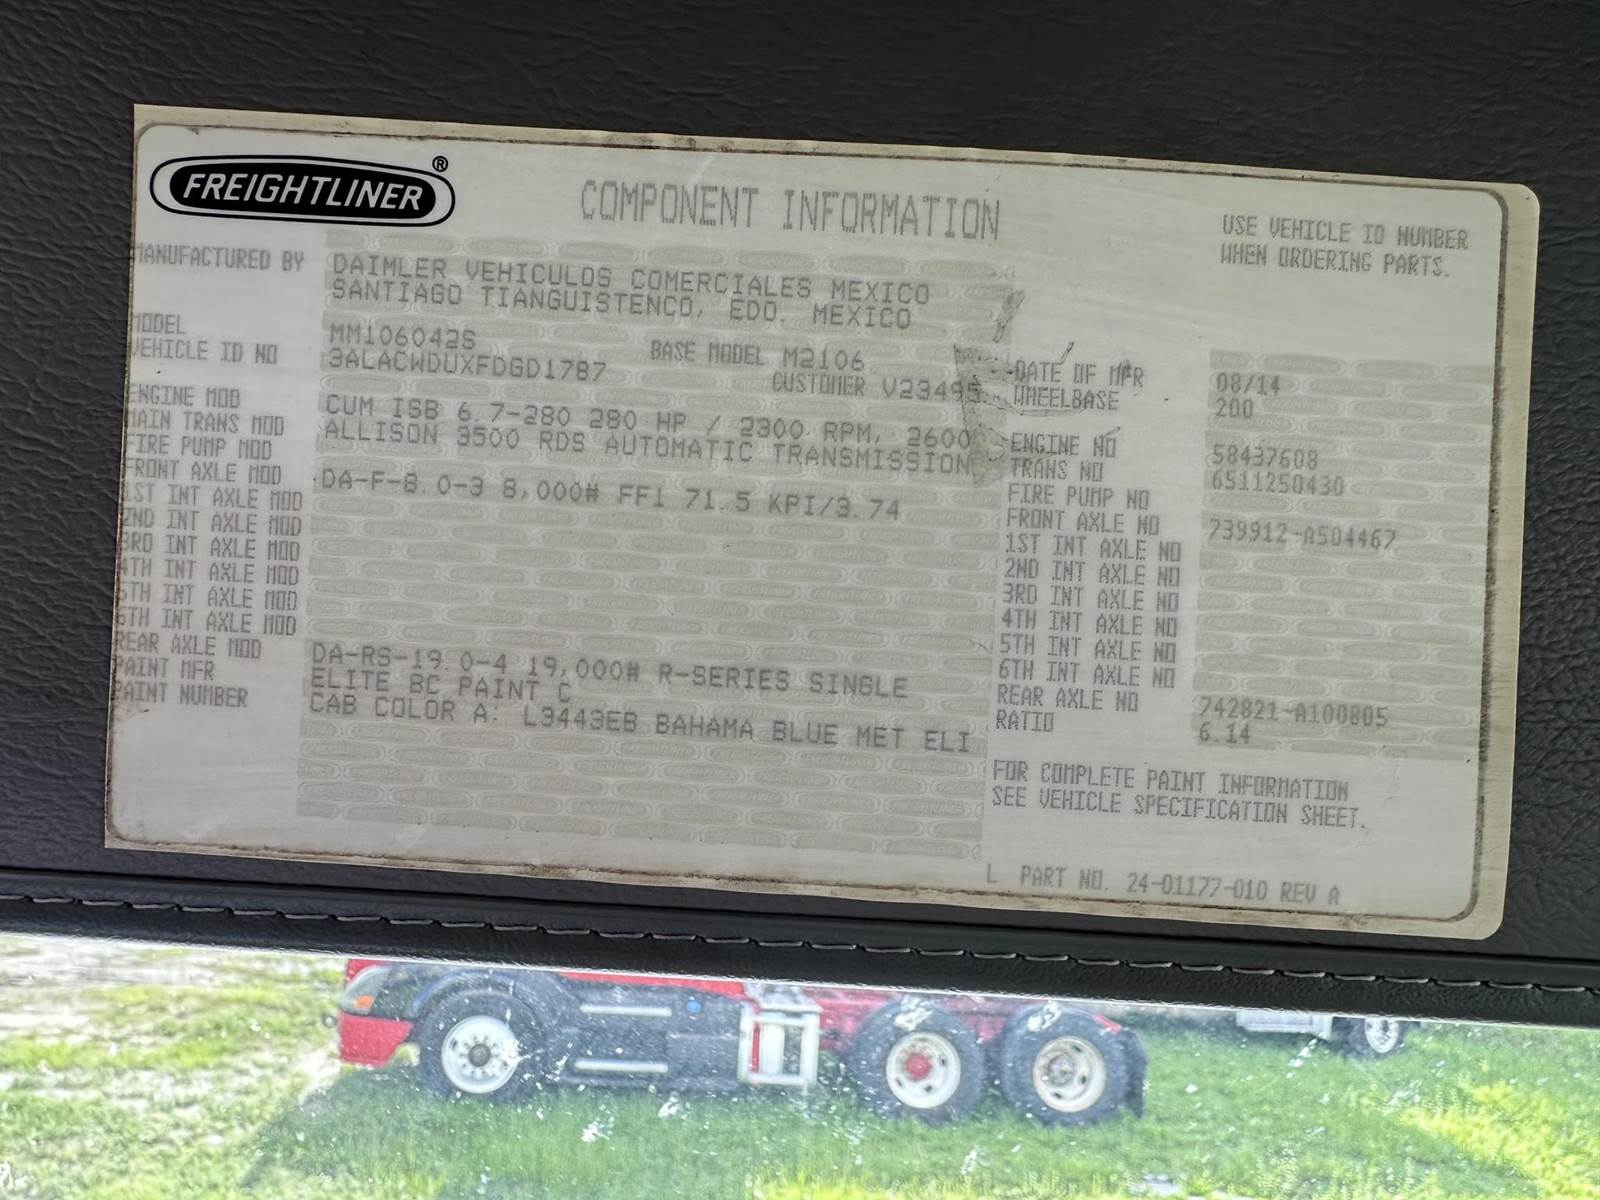 FREIGHTLINER®
COMPONENT INFORMATION
USE VEHICLE ID NUMBER
WHEN ORDERING PARTS.
MANUFACTURED BY DAIMLER VEHICULOS COMERCIALES MEXICO
SANTIAGO TIANGUISTENCO, EDO. MEXICO
MODEL MM106042S BASE MODEL M2106 DATE OF MFR 08/14
VEHICLE ID NO 3ALACWDUXFDGD1787 CUSTOMER V23495 WHEELBASE 200
ENGINE MOD CUM ISB 6.7-280 280 HP / 2300 RPM, 2600 ENGINE NO 58437608
MAIN TRANS MOD ALLISON 3500 RDS AUTOMATIC TRANSMISSION TRANS NO 6511250430
FIRE PUMP MOD FIRE PUMP NO
FRONT AXLE MOD DA-F-8.0-3 8,000# FF1 71.5 KPI/3.74 FRONT AXLE NO 739912-A504467
1ST INT AXLE MOD 1ST INT AXLE NO
2ND INT AXLE MOD 2ND INT AXLE NO
3RD INT AXLE MOD 3RD INT AXLE NO
4TH INT AXLE MOD 4TH INT AXLE NO
5TH INT AXLE MOD 5TH INT AXLE NO
6TH INT AXLE MOD 6TH INT AXLE NO
REAR AXLE MOD DA-RS-19.0-4 19,000# R-SERIES SINGLE REAR AXLE NO 742821-A100805
PAINT MFR ELITE BC PAINT C RATIO 6.14
PAINT NUMBER CAB COLOR A: L3443EB BAHAMA BLUE MET ELI
FOR COMPLETE PAINT INFORMATION
SEE VEHICLE SPECIFICATION SHEET.
L PART NO. 24-01177-010 REV A